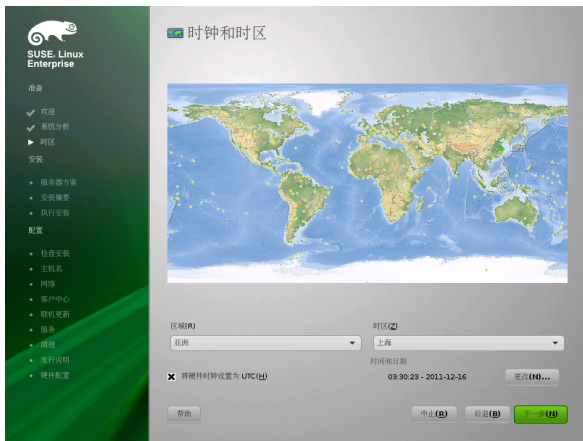 SUSE. Linux
Enterprise
准备
欢迎
系统分析
时区
安装
服务器方案
安装摘要
执行安装
配置
检查安装
主机名
网络
客户中心
联机更新
服务
清理
发行说明
硬件配置
时钟和时区
区域(R)
时区(Z)
亚洲
上海
时间和日期
将硬件时钟设置为 UTC(H)
03:30:23 - 2011-12-16
更改(N)...
帮助
中止(R)
后退(B)
下一步(N)